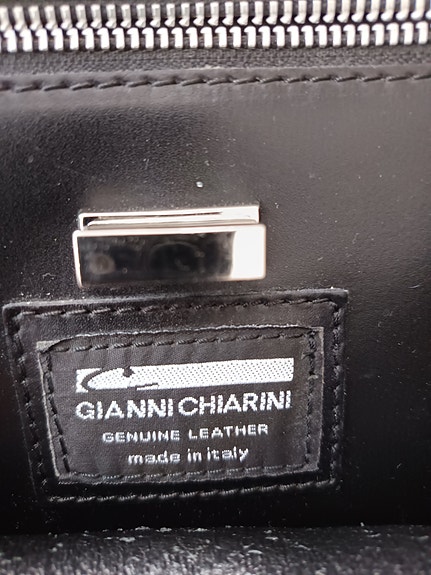 GIANNI CHIARINI
GENUINE LEATHER
made in italy